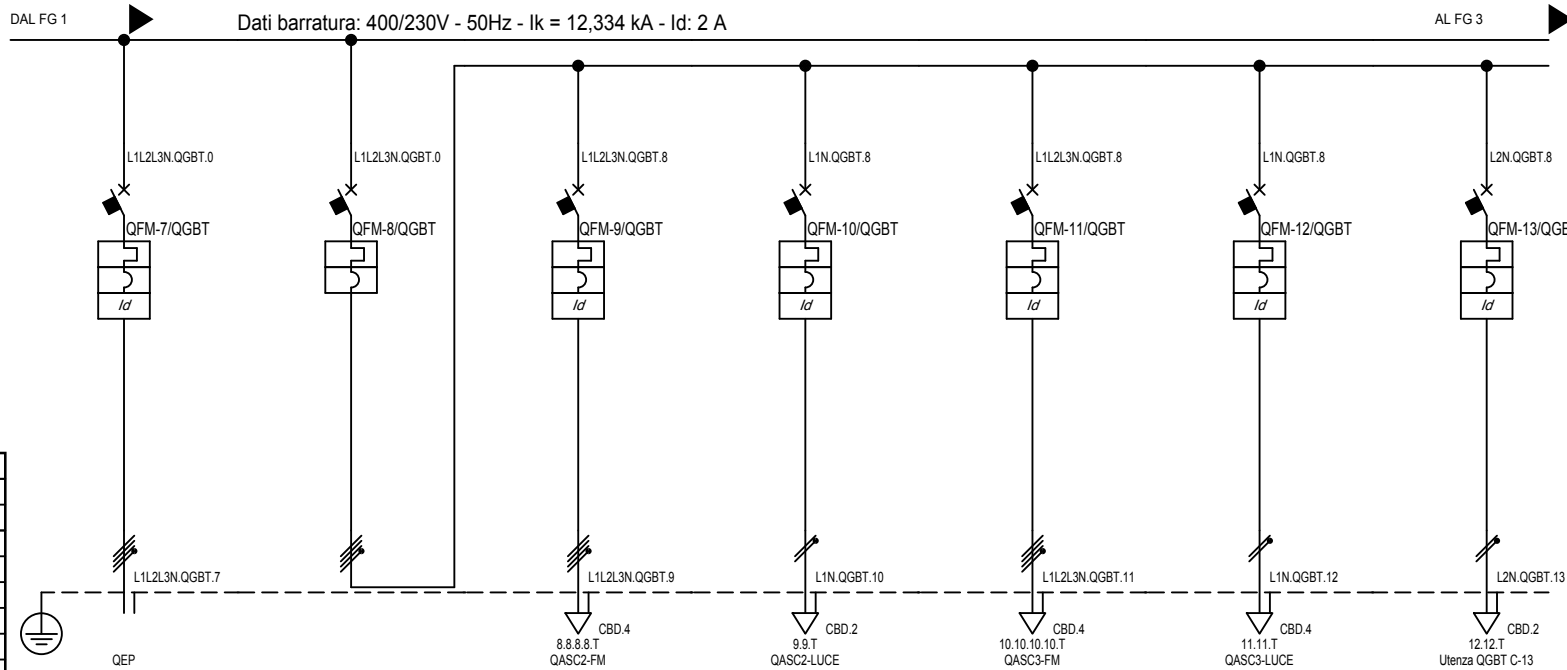 DAL FG 1
Dati barratura: 400/230V - 50Hz - Ik = 12,334 kA - Id: 2 A
AL FG 3
L1L2L3N.QGBT.0
L1L2L3N.QGBT.0
L1L2L3N.QGBT.8
L1N.QGBT.8
L1L2L3N.QGBT.8
L1N.QGBT.8
L2N.QGBT.8
QFM-7/QGBT
QFM-8/QGBT
QFM-9/QGBT
QFM-10/QGBT
QFM-11/QGBT
QFM-12/QGBT
QFM-13/QGB
Id
Id
Id
Id
Id
Id
L1L2L3N.QGBT.7
L1L2L3N.QGBT.9
L1N.QGBT.10
L1L2L3N.QGBT.11
L1N.QGBT.12
L2N.QGBT.13
CBD.4
CBD.2
CBD.4
CBD.4
CBD.2
8.8.8.8.T
9.9.T
10.10.10.10.T
11.11.T
12.12.T
QEP
QASC2-FM
QASC2-LUCE
QASC3-FM
QASC3-LUCE
Utenza QGBT C-13